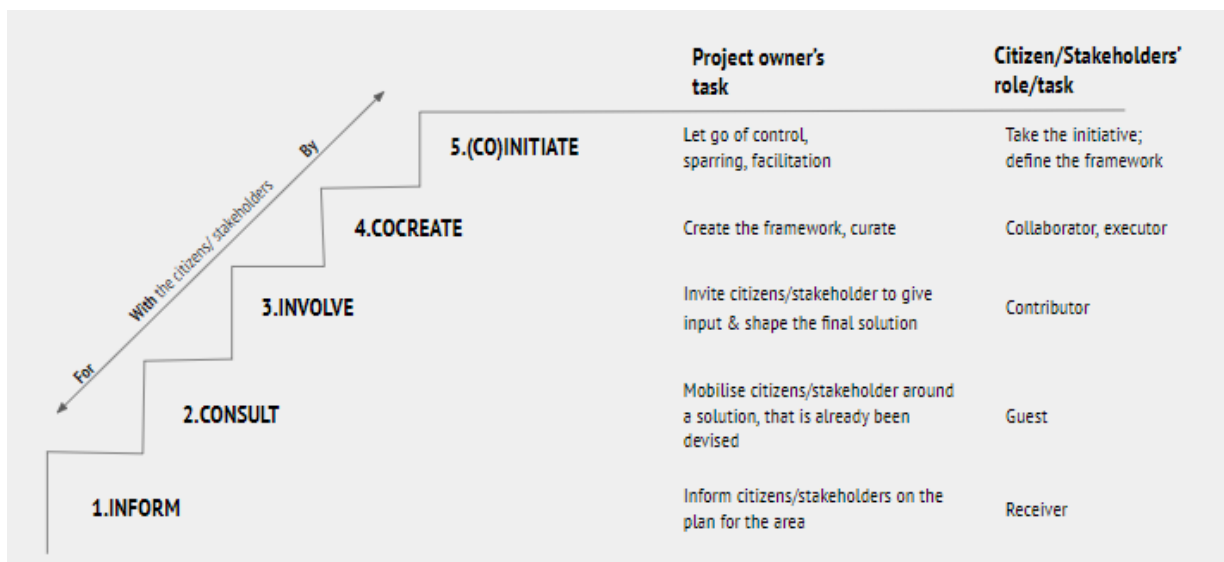 Project owner's
task
Citizen/Stakeholders'
role/task
By
With the citizens/ stakeholders
For
5.(CO)INITIATE
Let go of control,
sparring, facilitation
Take the initiative;
define the framework
4.COCREATE
Create the framework, curate
Collaborator, executor
3.INVOLVE
Invite citizens/stakeholder to give
input & shape the final solution
Contributor
2.CONSULT
Mobilise citizens/stakeholder around
a solution, that is already been
devised
Guest
1.INFORM
Inform citizens/stakeholders on the
plan for the area
Receiver